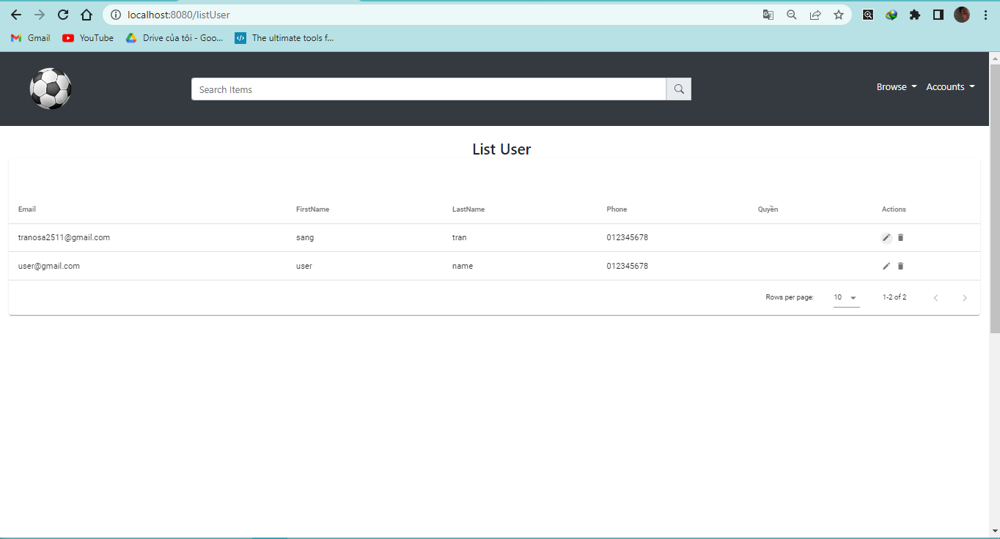 localhost:8080/listUser
Gmail YouTube Drive của tôi - Goo... The ultimate tools f...
Search Items Browse Accounts
List User
Email FirstName LastName Phone Quyền Actions
tranosa2511@gmail.com sang tran 012345678
user@gmail.com user name 012345678
Rows per page: 10 1-2 of 2